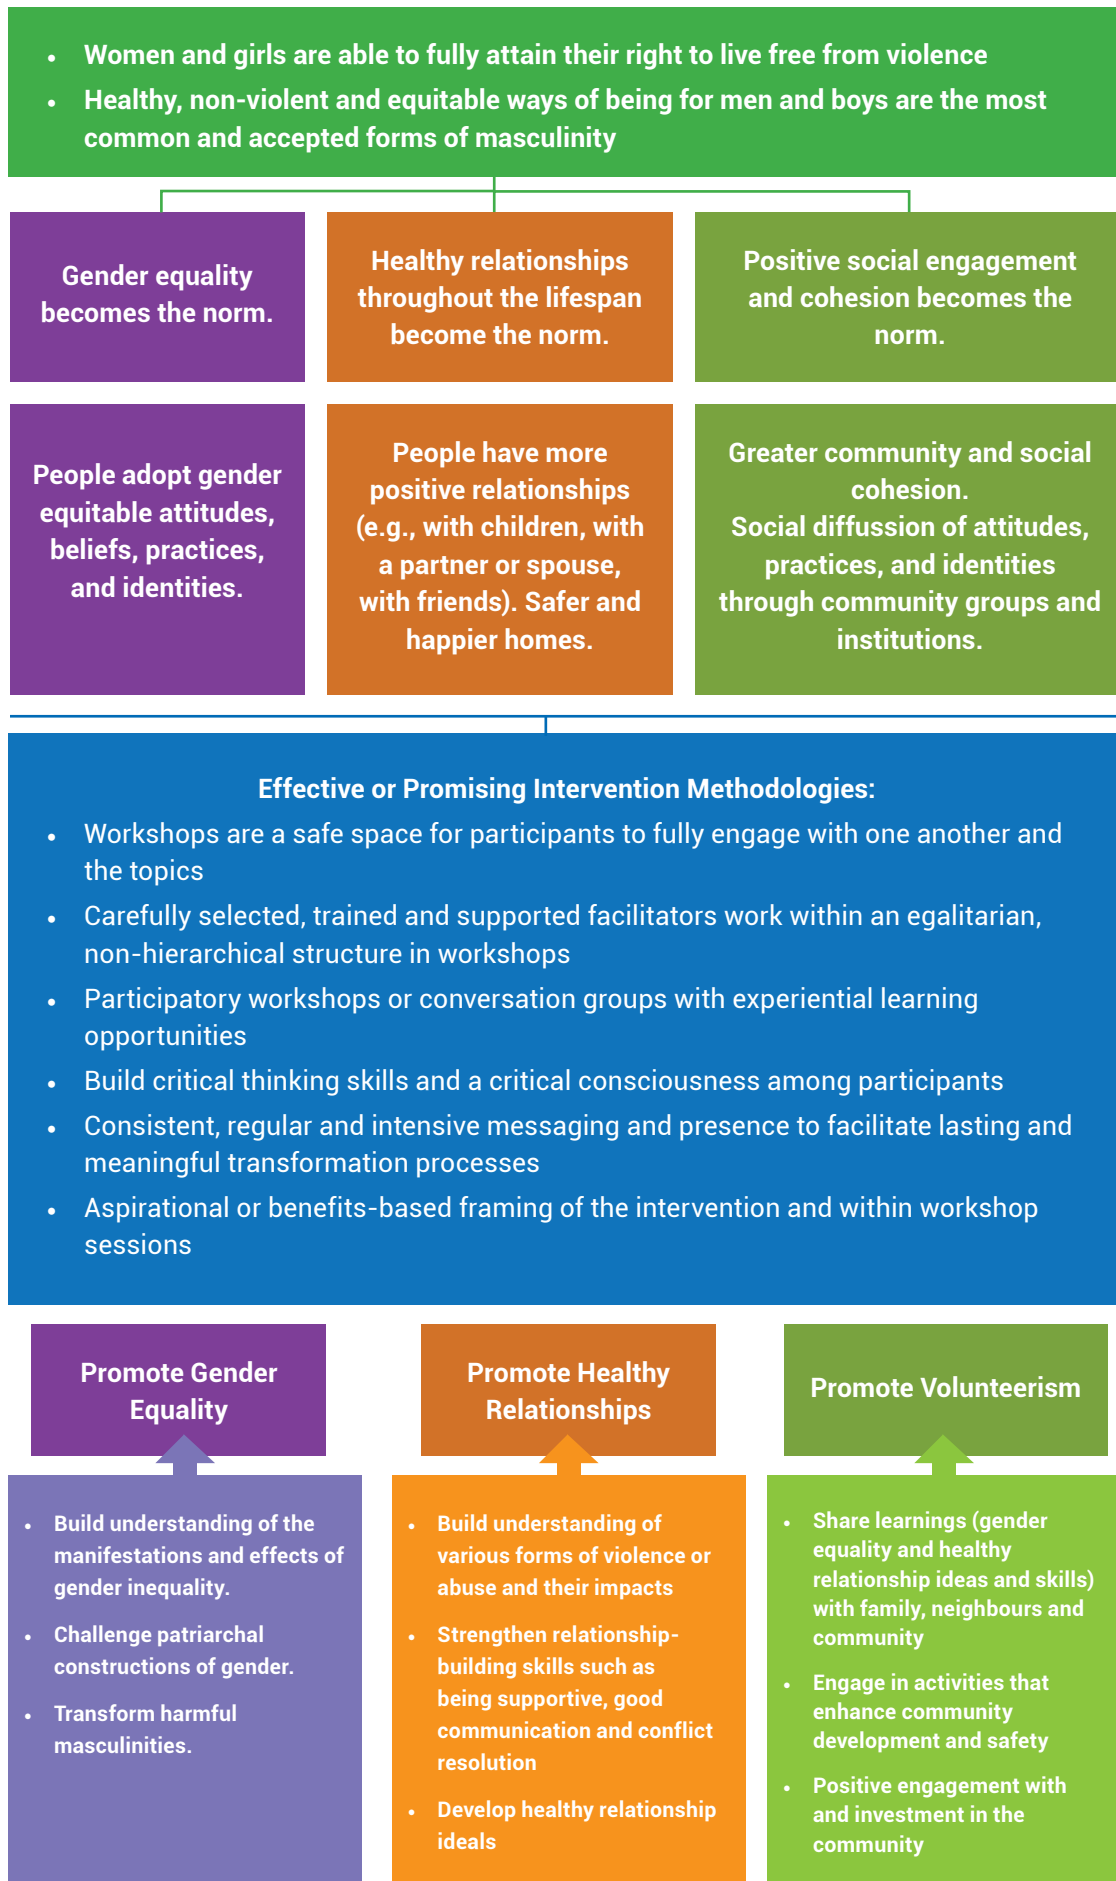 • Women and girls are able to fully attain their right to live free from violence
• Healthy, non-violent and equitable ways of being for men and boys are the most
common and accepted forms of masculinity
Gender equality
becomes the norm.
Healthy relationships
throughout the lifespan
become the norm.
Positive social engagement
and cohesion becomes the
norm.
People adopt gender
equitable attitudes,
beliefs, practices,
and identities.
People have more
positive relationships
(e.g., with children, with
a partner or spouse,
with friends). Safer and
happier homes.
Greater community and social
cohesion.
Social diffussion of attitudes,
practices, and identities
through community groups and
institutions.
Effective or Promising Intervention Methodologies:
• Workshops are a safe space for participants to fully engage with one another and
the topics
• Carefully selected, trained and supported facilitators work within an egalitarian,
non-hierarchical structure in workshops
• Participatory workshops or conversation groups with experiential learning
opportunities
• Build critical thinking skills and a critical consciousness among participants
• Consistent, regular and intensive messaging and presence to facilitate lasting and
meaningful transformation processes
• Aspirational or benefits-based framing of the intervention and within workshop
sessions
Promote Gender
Equality
Promote Healthy
Relationships
Promote Volunteerism
• Build understanding of the
manifestations and effects of
gender inequality.
• Challenge patriarchal
constructions of gender.
• Transform harmful
masculinities.
• Build understanding of
various forms of violence or
abuse and their impacts
• Strengthen relationship-
building skills such as
being supportive, good
communication and conflict
resolution
• Develop healthy relationship
ideals
• Share learnings (gender
equality and healthy
relationship ideas and skills)
with family, neighbours and
community
• Engage in activities that
enhance community
development and safety
• Positive engagement with
and investment in the
community